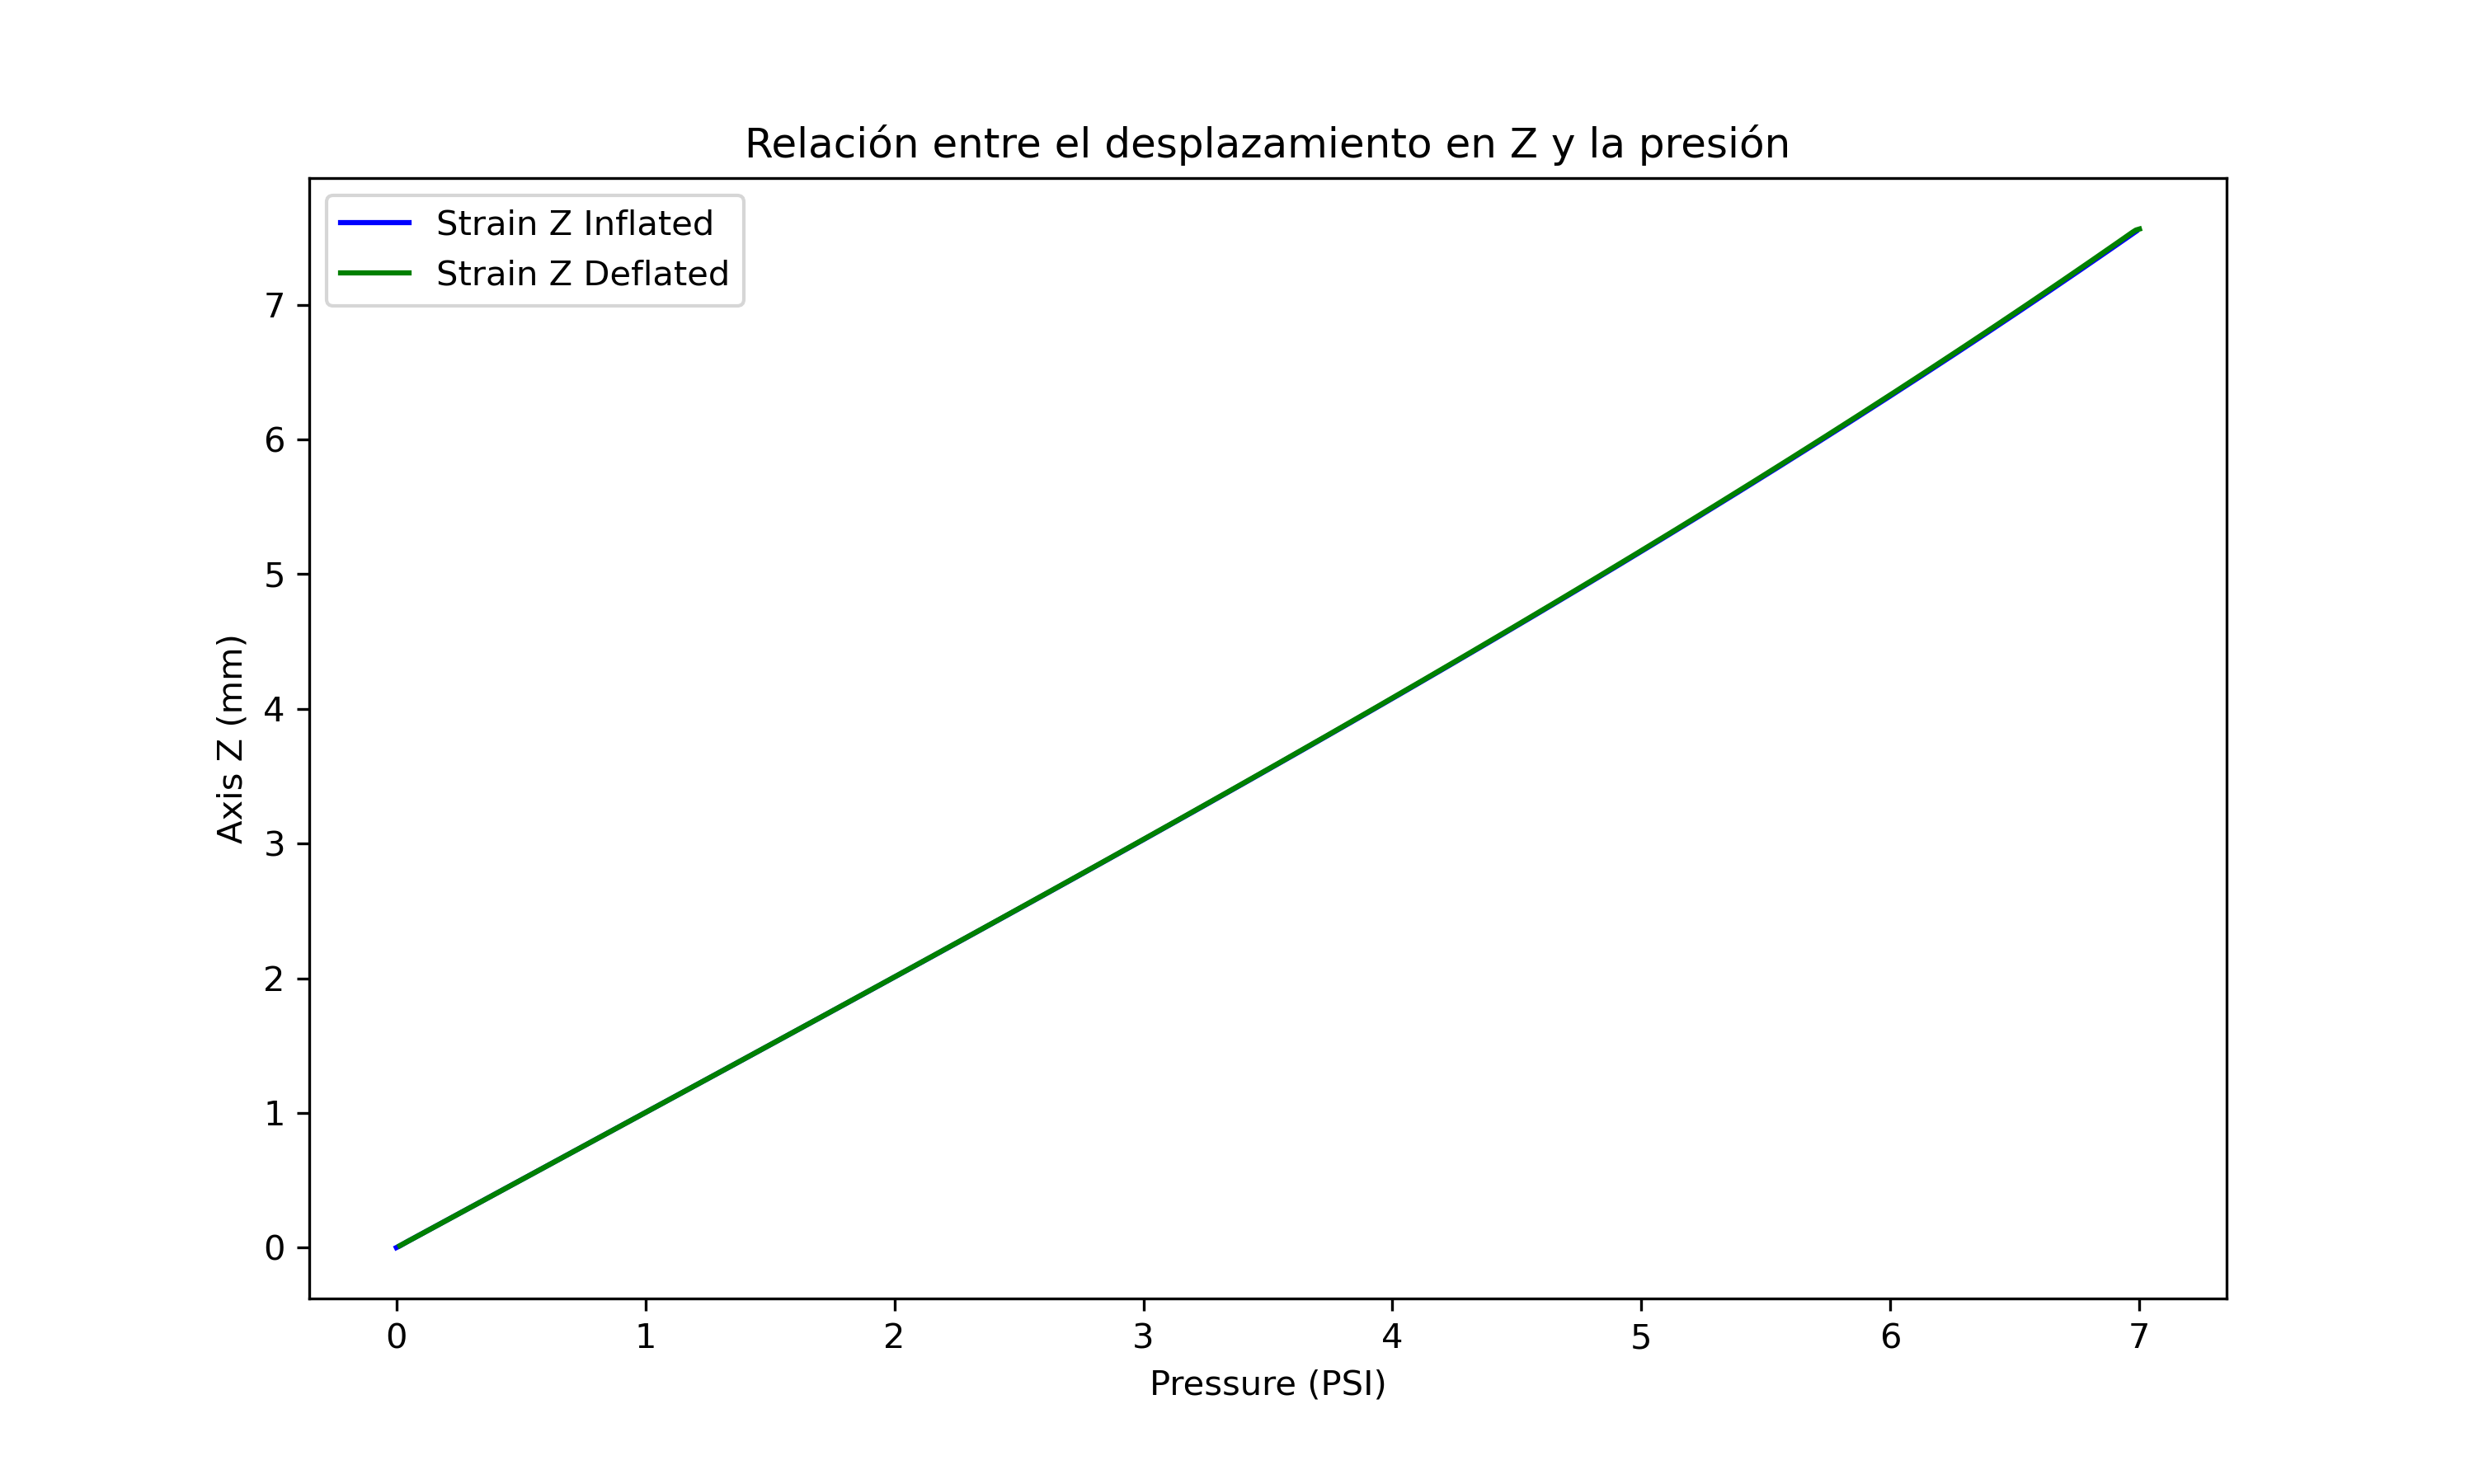 Relación entre el desplazamiento en Z y la presión
Strain Z Inflated
Strain Z Deflated
7
6
5
4
3
2
1
0
Axis Z (mm)
0 1 2 3 4 5 6 7
Pressure (PSI)